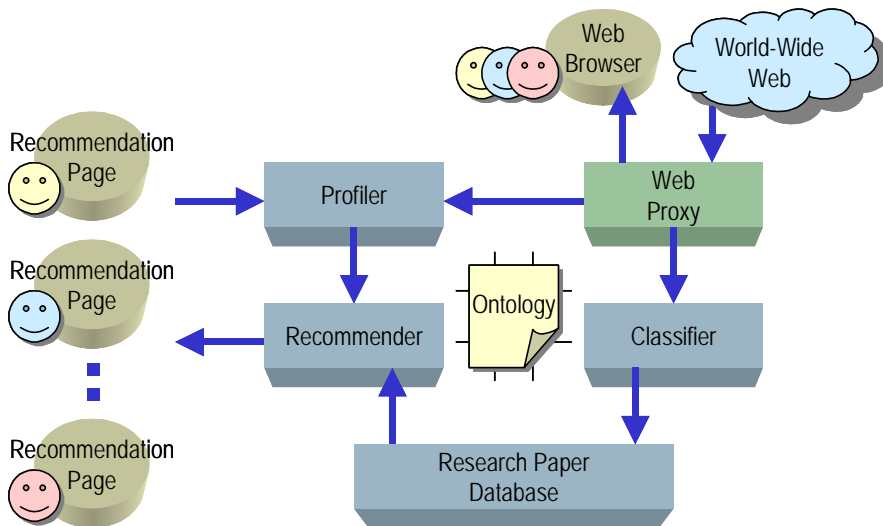 Web
Browser
World-Wide
Web
Recommendation
Page
Profiler
Web
Proxy
Recommendation
Page
Recommender
Ontology
Classifier
Recommendation
Page
Research Paper
Database